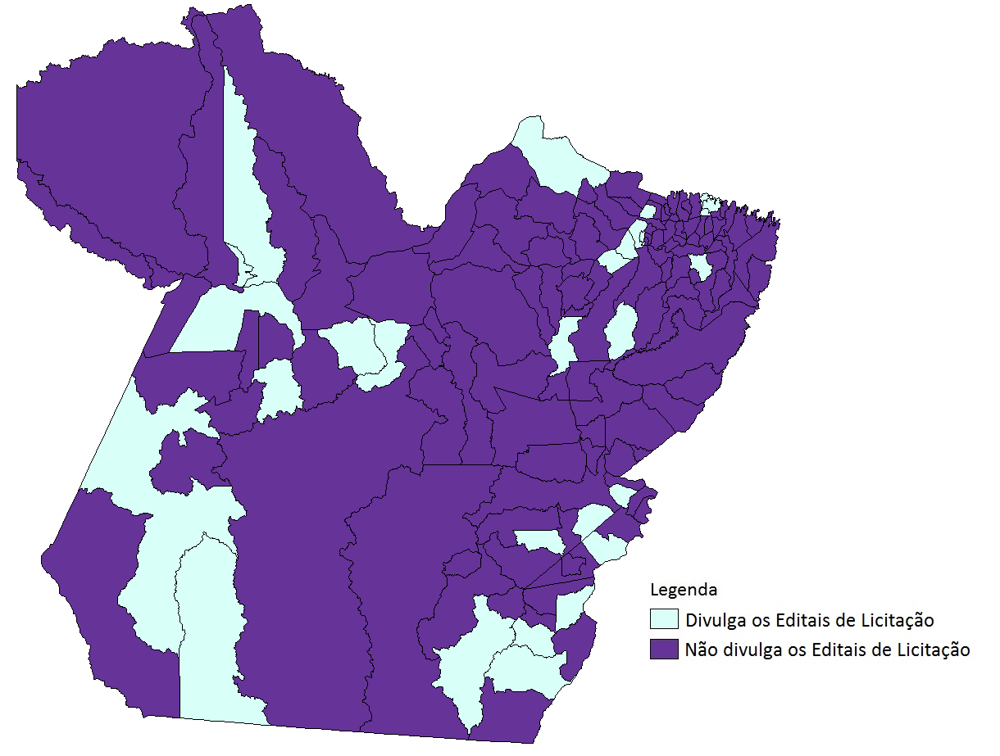 Legenda
Divulga os Editais de Licitação
Não divulga os Editais de Licitação